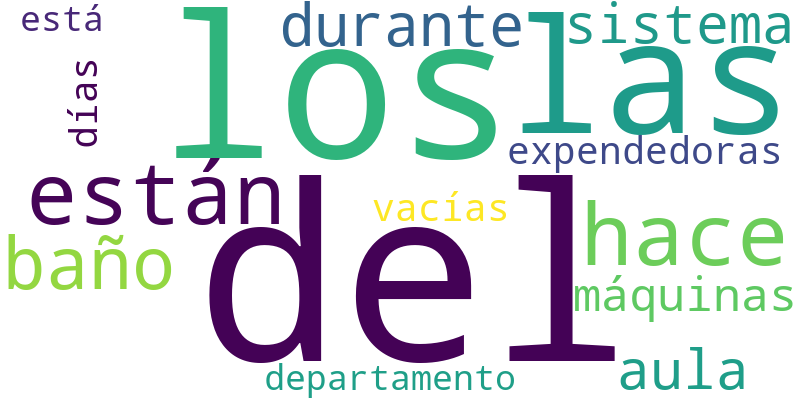 está
durante
sistema
los
las
días
expendedoras
están
vacías
hace
baño
del
máquinas
departamento
aula